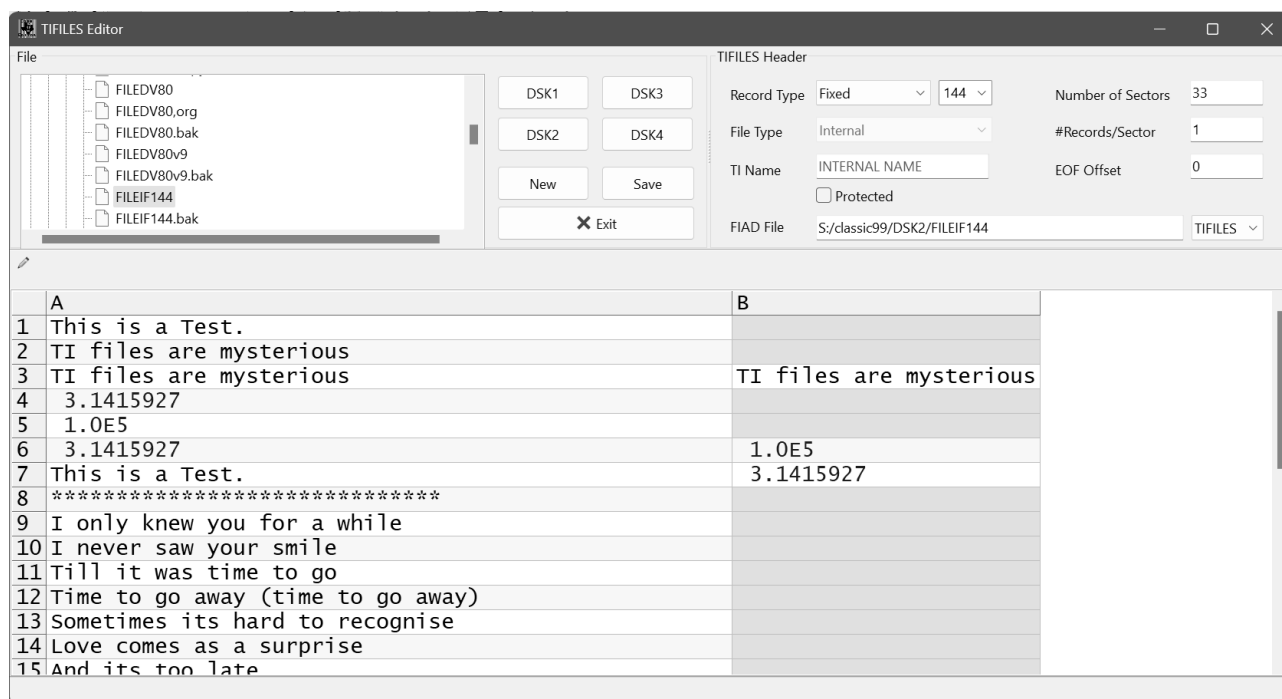 TIFILES Editor
File
FILEDV80
FILEDV80,org
FILEDV80.bak
FILEDV80v9
FILEDV80v9.bak
FILEIF144
FILEIF144.bak
DSK1 DSK3
DSK2 DSK4
New Save
Exit
TIFILES Header
Record Type Fixed 144 Number of Sectors 33
File Type Internal #Records/Sector 1
TI Name INTERNAL NAME EOF Offset 0
Protected
FIAD File S:/classic99/DSK2/FILEIF144 TIFILES
A B
1 This is a Test.
2 TI files are mysterious
3 TI files are mysterious TI files are mysterious
4 3.1415927
5 1.0E5
6 3.1415927 1.0E5
7 This is a Test. 3.1415927
8 ******************************
9 I only knew you for a while
10 I never saw your smile
11 Till it was time to go
12 Time to go away (time to go away)
13 Sometimes its hard to recognise
14 Love comes as a surprise
15 And its too late